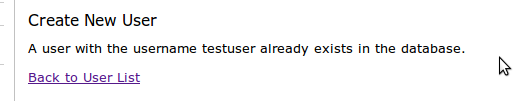 Create New User
A user with the username testuser already exists in the database.
Back to User List